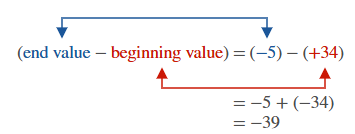 (end value – beginning value) = (–5) – (+34)
= –5 + (–34)
= –39